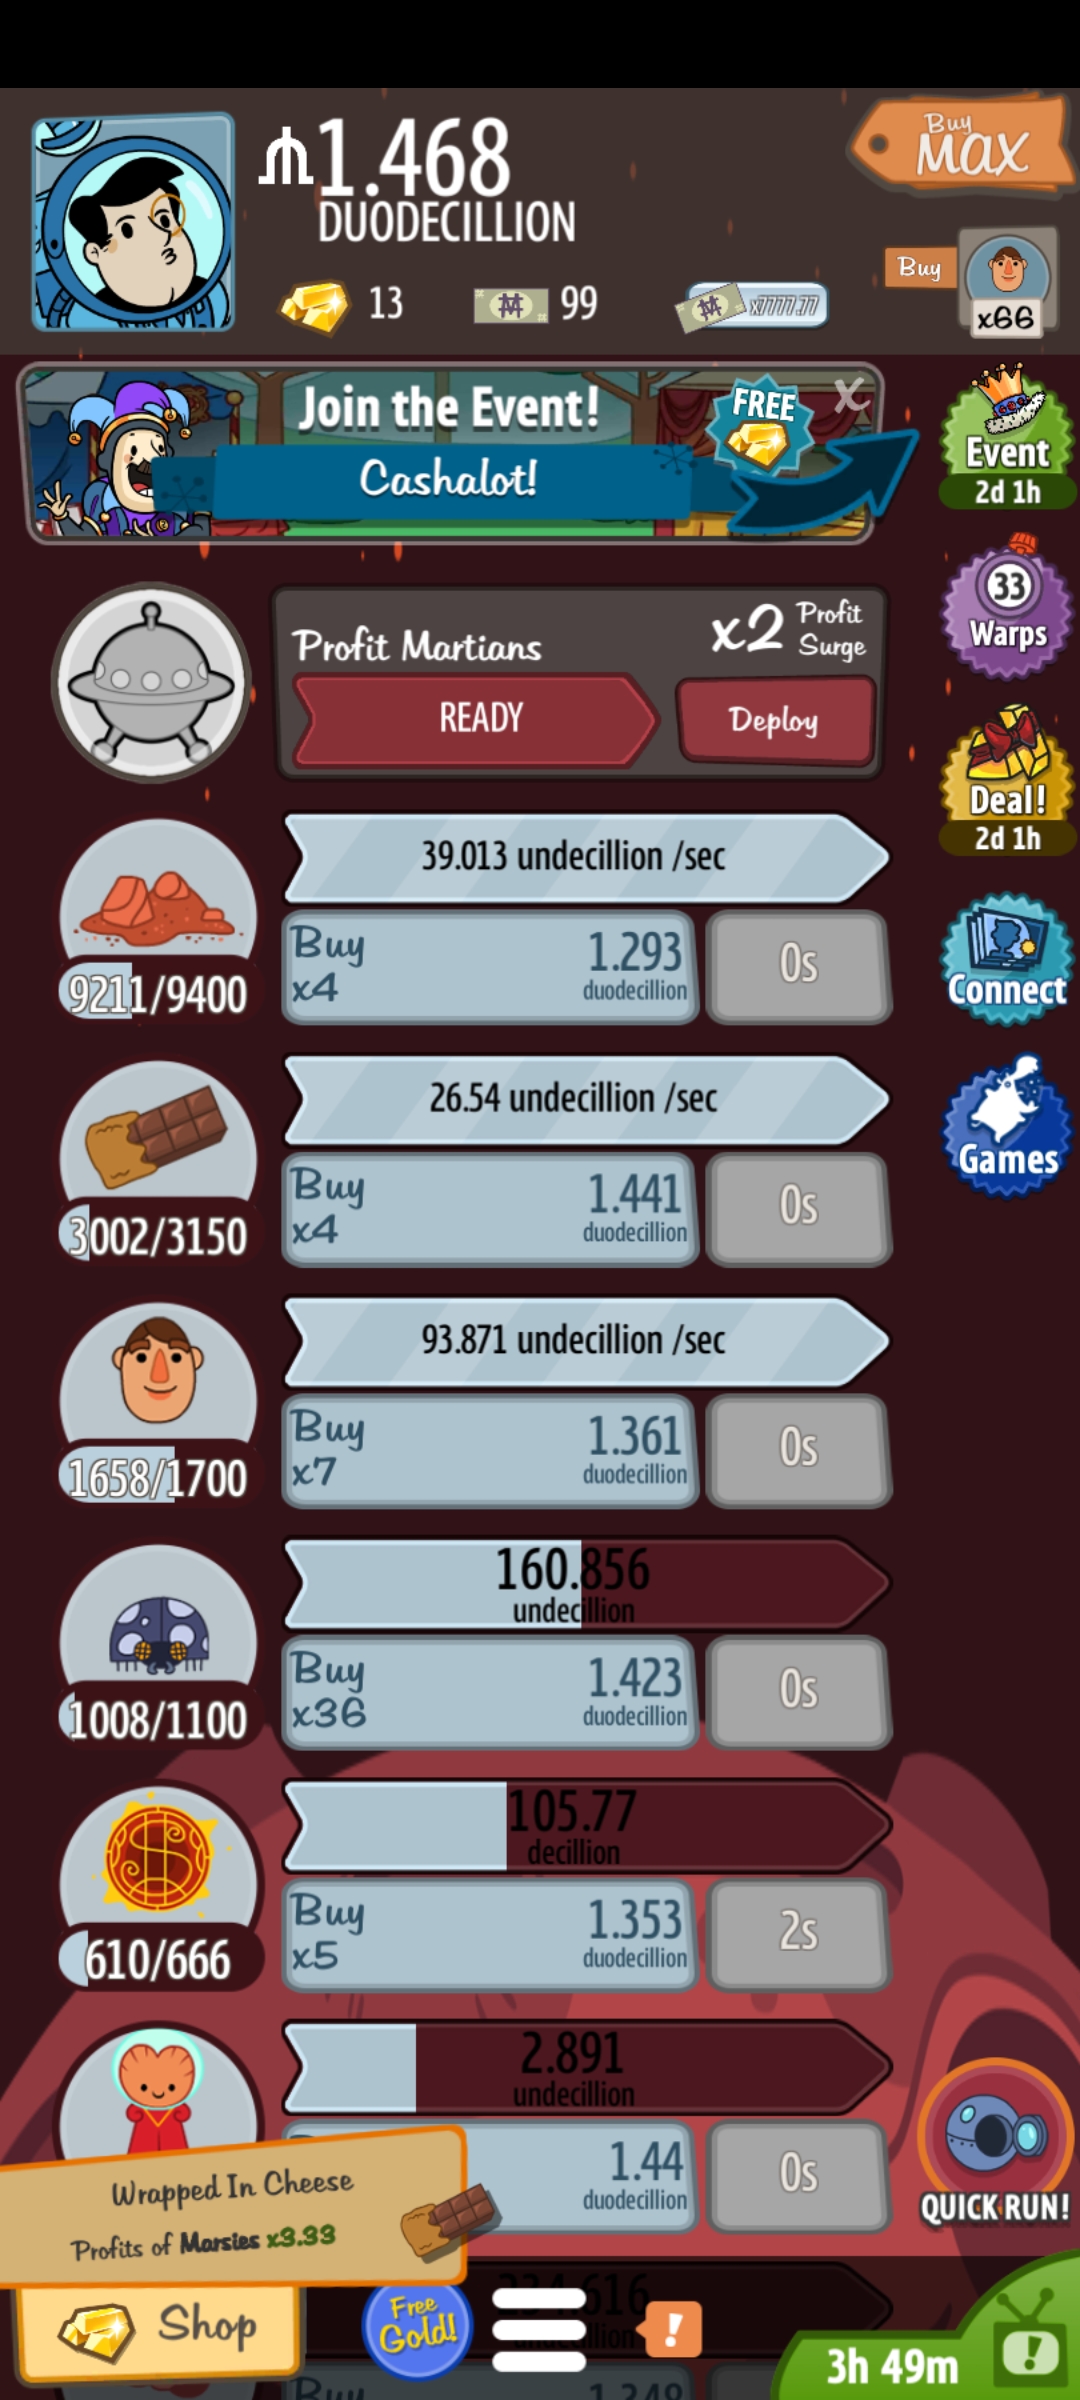 1.468
DUODECILLION
Buy
MAX
13
99
x7777.77
Buy
x66
Join the Event!
FREE
X
Cashalot!
Event
2d 1h
33
Warps
Profit Martians
x2 Profit
Surge
READY
Deploy
Deal!
2d 1h
39.013 undecillion /sec
9211/9400
Buy
x4
1.293
duodecillion
0s
Connect
26.54 undecillion /sec
3002/3150
Buy
x4
1.441
duodecillion
0s
Games
93.871 undecillion /sec
1658/1700
Buy
x7
1.361
duodecillion
0s
160.856
undecillion
1008/1100
Buy
x36
1.423
duodecillion
0s
105.77
decillion
610/666
Buy
x5
1.353
duodecillion
2s
2.891
undecillion
1.44
duodecillion
0s
QUICK RUN!
Wrapped In Cheese
Profits of Marsies x3.33
Shop
Free
Gold!
!
3h 49m
!
Buy